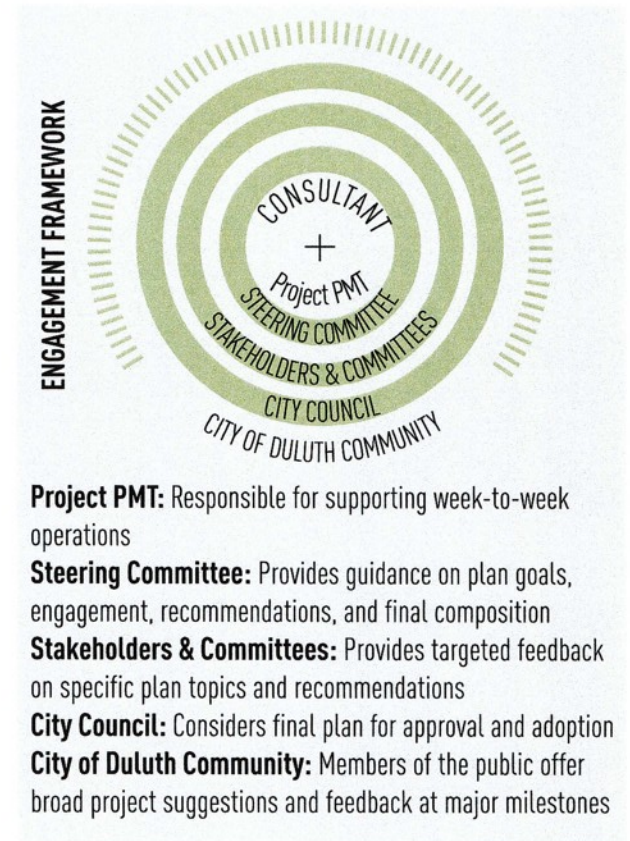 ENGAGEMENT FRAMEWORK
CONSULTANT
+
Project PMT
STEERING COMMITTEE
STAKEHOLDERS & COMMITTEES
CITY COUNCIL
CITY OF DULUTH COMMUNITY
Project PMT: Responsible for supporting week-to-week
operations
Steering Committee: Provides guidance on plan goals,
engagement, recommendations, and final composition
Stakeholders & Committees: Provides targeted feedback
on specific plan topics and recommendations
City Council: Considers final plan for approval and adoption
City of Duluth Community: Members of the public offer
broad project suggestions and feedback at major milestones